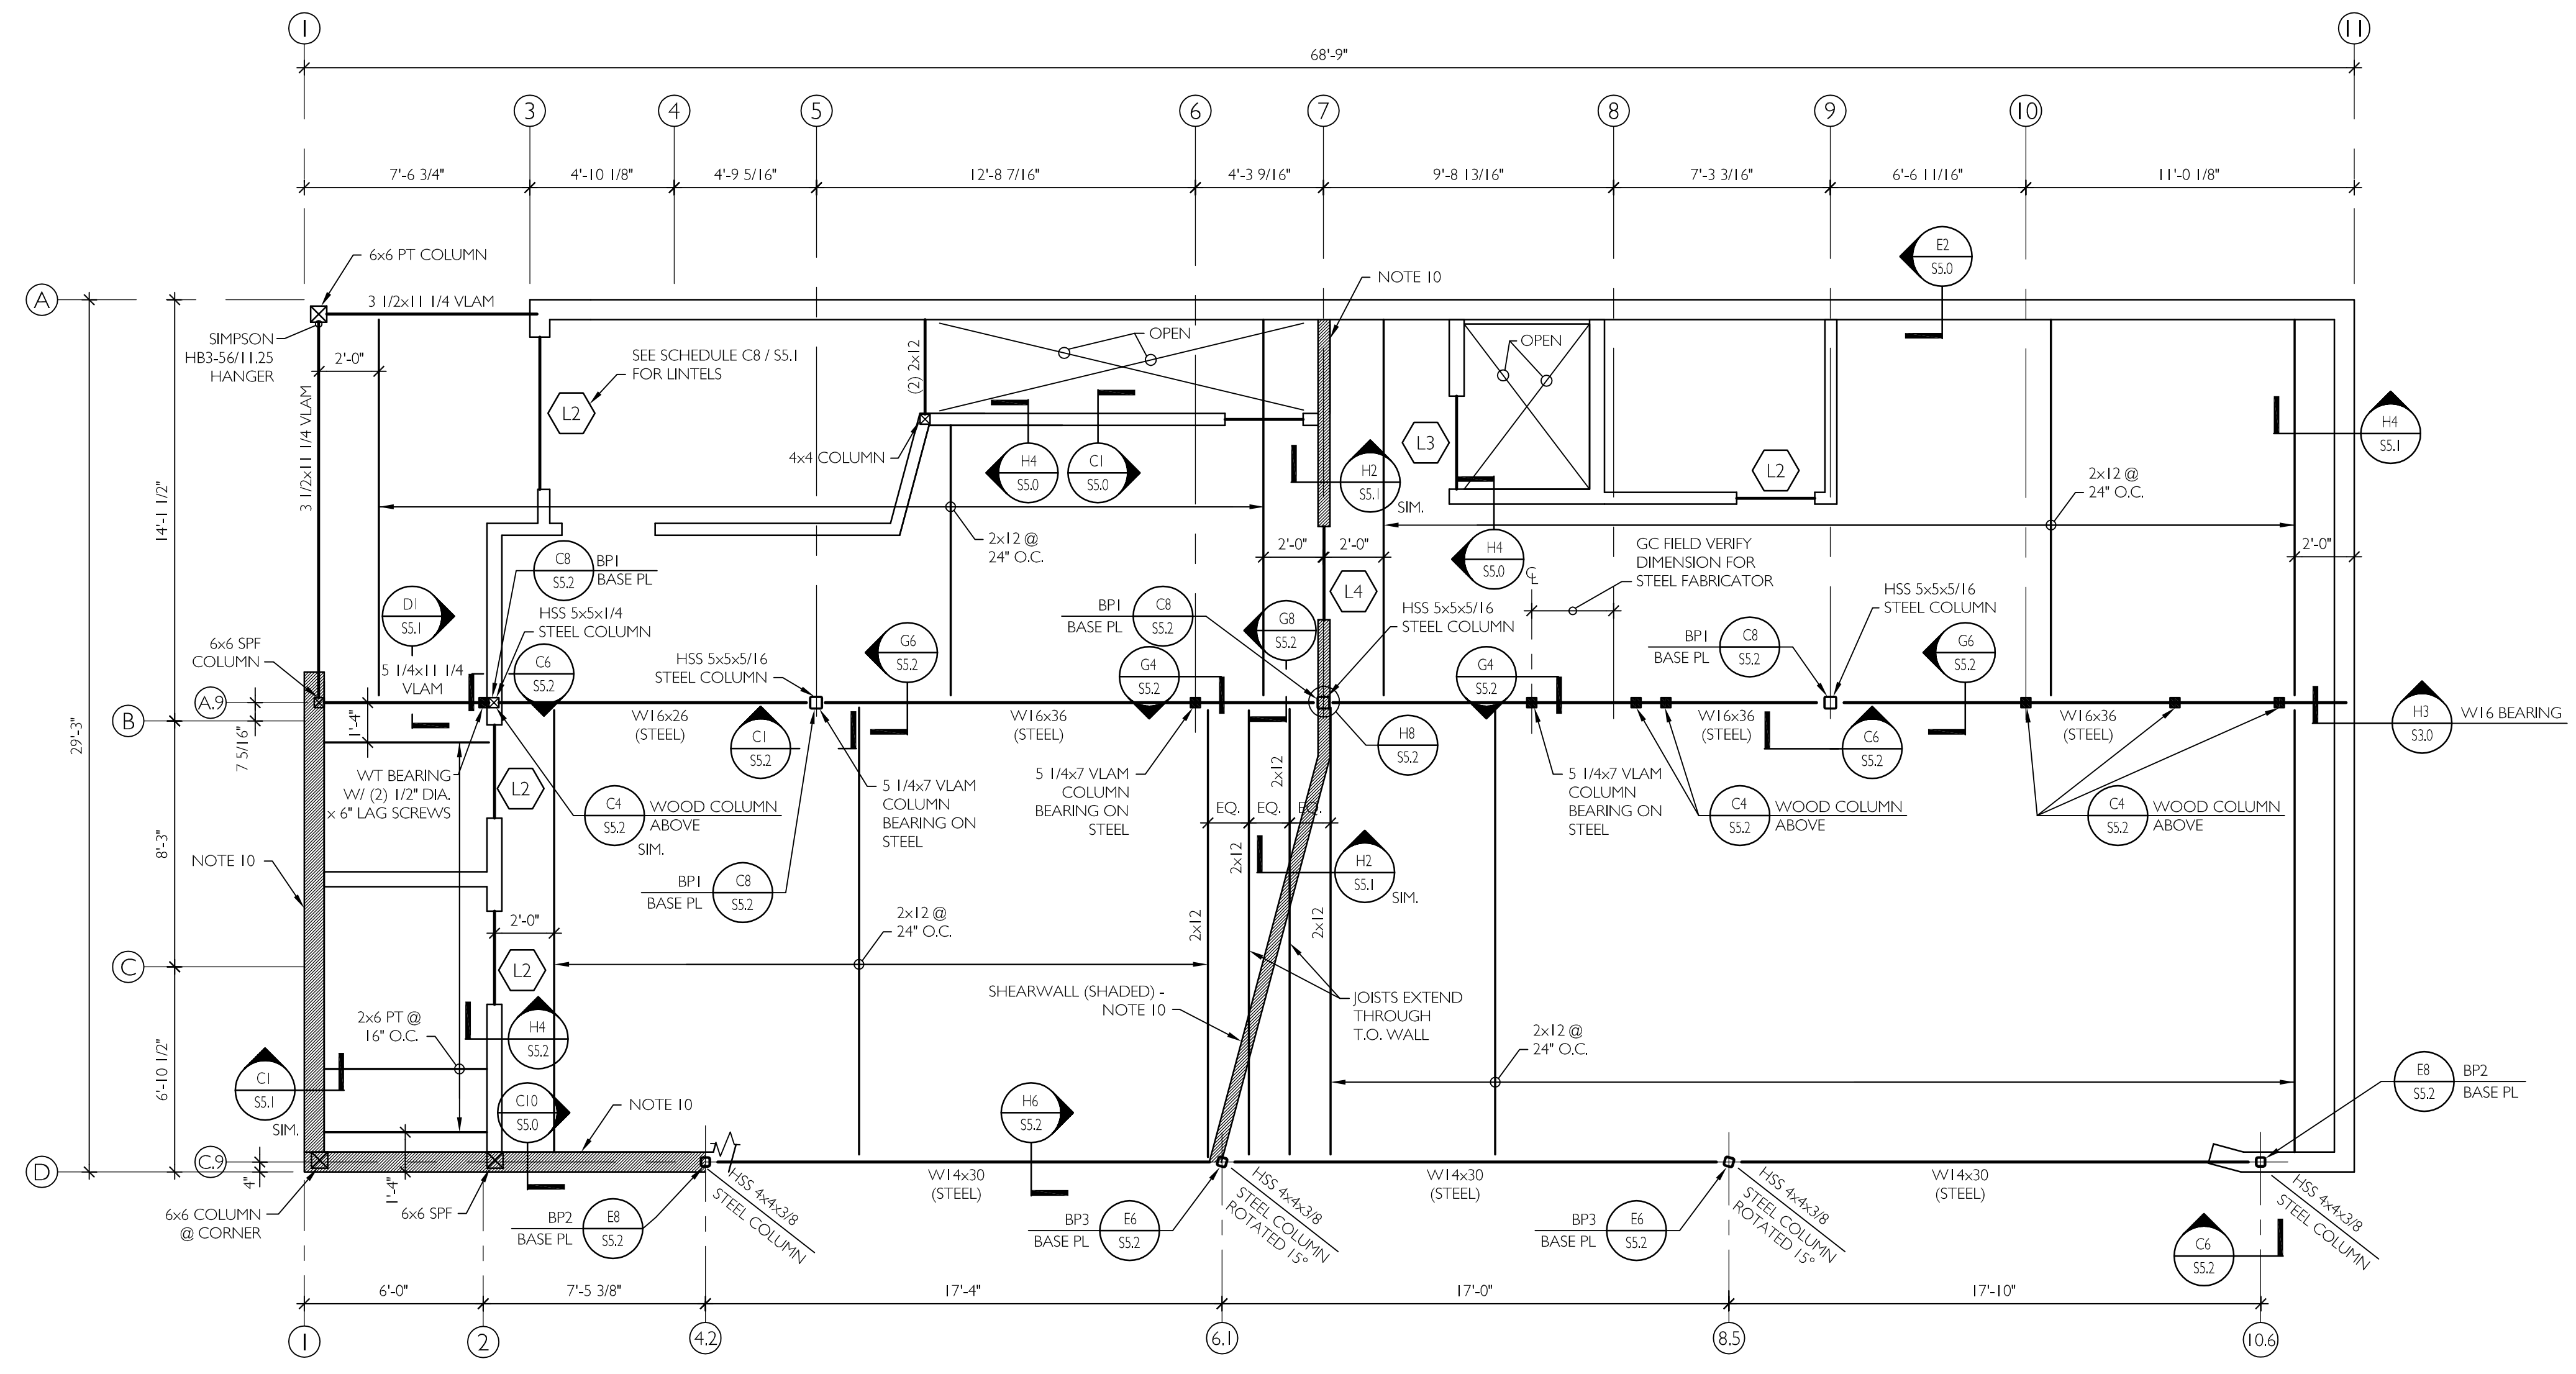 1
11
68'-9"
3
4
5
6
7
8
9
10
7'-6 3/4"
4'-10 1/8"
4'-9 5/16"
12'-8 7/16"
4'-3 9/16"
9'-8 13/16"
7'-3 3/16"
6'-6 11/16"
11'-0 1/8"
6x6 PT COLUMN
E2
S5.0
NOTE 10
A
3 1/2x11 1/4 VLAM
SIMPSON
HB3-56/11.25
HANGER
2'-0"
SEE SCHEDULE C8 / S5.1
FOR LINTELS
(2) 2x12
OPEN
OPEN
3 1/2x11 1/4 VLAM
L2
4x4 COLUMN
H4
S5.0
C1
S5.0
H2
S5.1
SIM.
L3
L2
H4
S5.1
2x12 @
24" O.C.
14'-1 1/2"
2x12 @
24" O.C.
2'-0"
2'-0"
H4
S5.0
GC FIELD VERIFY
DIMENSION FOR
STEEL FABRICATOR
2'-0"
C8
S5.2
BP1
BASE PL
D1
S5.1
HSS 5x5x1/4
STEEL COLUMN
L4
CL
BP1
BASE PL
C8
S5.2
G8
S5.2
HSS 5x5x5/16
STEEL COLUMN
HSS 5x5x5/16
STEEL COLUMN
6x6 SPF
COLUMN
5 1/4x11 1/4
VLAM
C6
S5.2
HSS 5x5x5/16
STEEL COLUMN
G6
S5.2
G4
S5.2
G4
S5.2
BP1
BASE PL
C8
S5.2
G6
S5.2
A.9
B
29'-3"
7 5/16"
1'-4"
W16x26
(STEEL)
C1
S5.2
W16x36
(STEEL)
H8
S5.2
W16x36
(STEEL)
C6
S5.2
W16x36
(STEEL)
H3
S3.0
W16 BEARING
WT BEARING
W/ (2) 1/2" DIA.
x 6" LAG SCREWS
L2
C4
S5.2
WOOD COLUMN
ABOVE
SIM.
5 1/4x7 VLAM
COLUMN
BEARING ON
STEEL
5 1/4x7 VLAM
COLUMN
BEARING ON
STEEL
2x12
EQ.
EQ.
EQ.
5 1/4x7 VLAM
COLUMN
BEARING ON
STEEL
C4
S5.2
WOOD COLUMN
ABOVE
C4
S5.2
WOOD COLUMN
ABOVE
8'-3"
NOTE 10
BP1
BASE PL
C8
S5.2
2x12
H2
S5.1
SIM.
2'-0"
2x12 @
24" O.C.
2x12
2x12
C
L2
SHEARWALL (SHADED) -
NOTE 10
JOISTS EXTEND
THROUGH
T.O. WALL
2x6 PT @
16" O.C.
H4
S5.2
2x12 @
24" O.C.
6'-10 1/2"
C1
S5.1
SIM.
C10
S5.0
NOTE 10
H6
S5.2
E8
S5.2
BP2
BASE PL
C.9
D
4"
1'-4"
6x6 COLUMN
@ CORNER
6x6 SPF
BP2
BASE PL
E8
S5.2
HSS 4x4x3/8
STEEL COLUMN
W14x30
(STEEL)
BP3
BASE PL
E6
S5.2
HSS 4x4x3/8
STEEL COLUMN
ROTATED 15°
W14x30
(STEEL)
BP3
BASE PL
E6
S5.2
HSS 4x4x3/8
STEEL COLUMN
ROTATED 15°
W14x30
(STEEL)
C6
S5.2
HSS 4x4x3/8
STEEL COLUMN
6'-0"
7'-5 3/8"
17'-4"
17'-0"
17'-10"
1
2
4.2
6.1
8.5
10.6